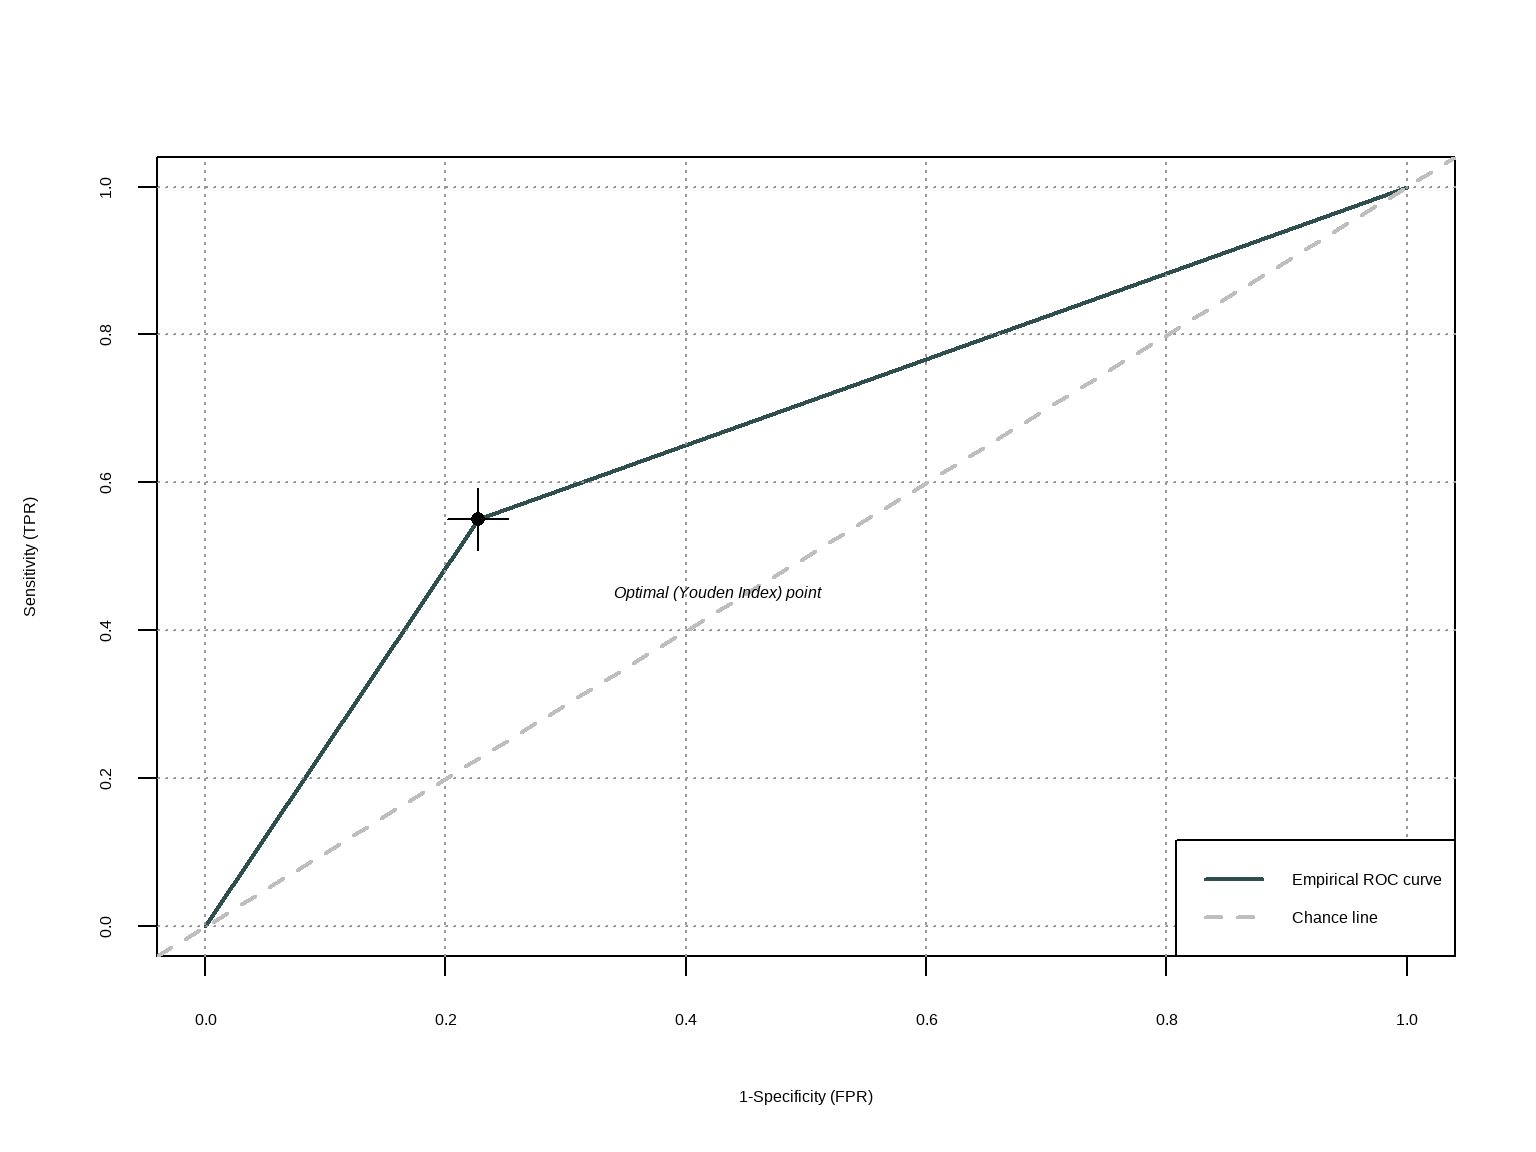 1.0
0.8
0.6
0.4
0.2
0.0
Sensitivity (TPR)
Optimal (Youden Index) point
Empirical ROC curve
Chance line
0.0 0.2 0.4 0.6 0.8 1.0
1-Specificity (FPR)